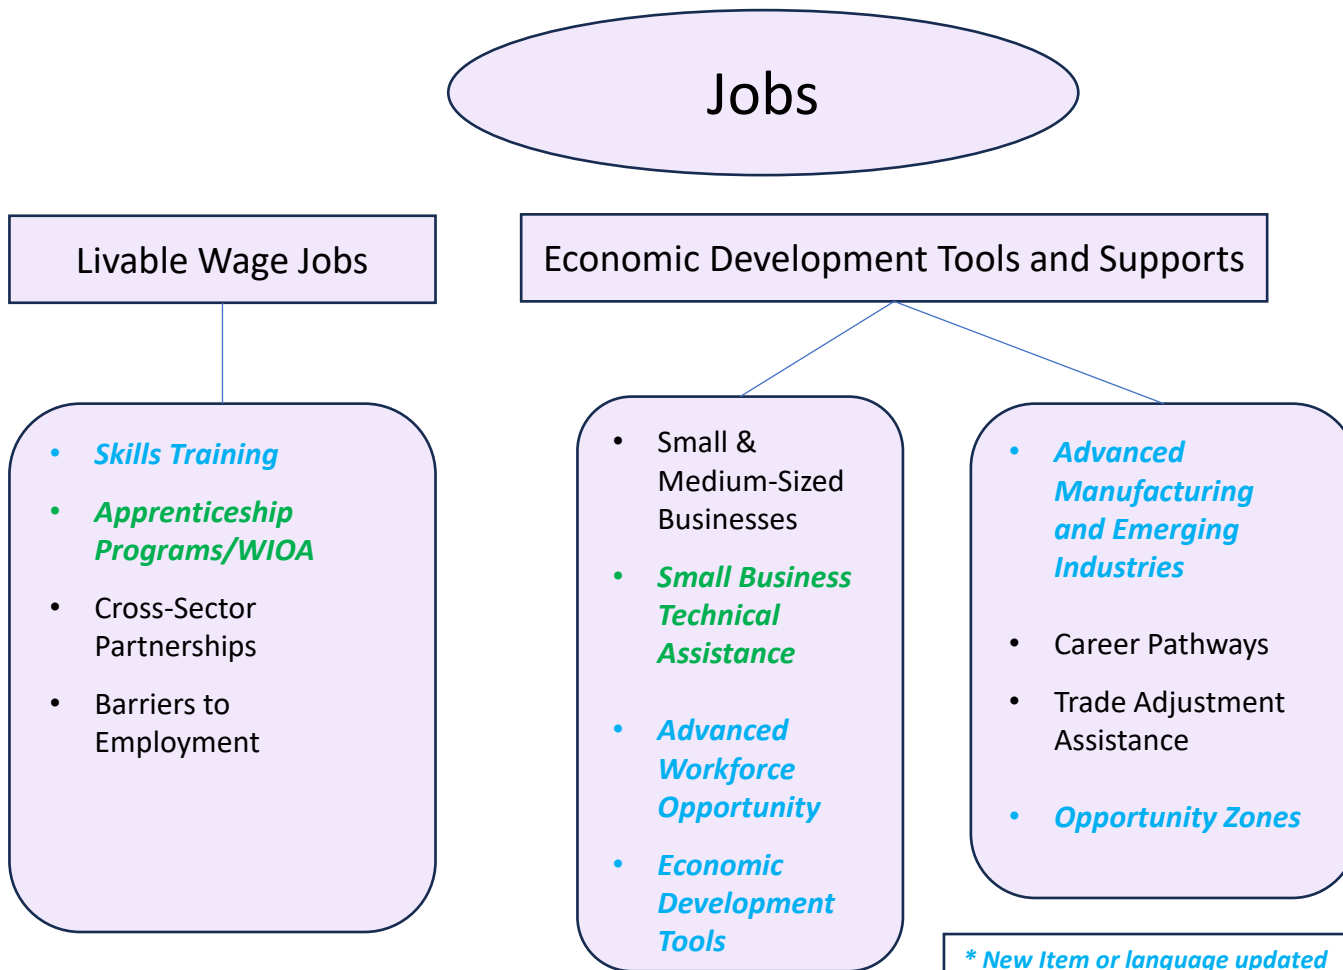 Jobs
Livable Wage Jobs
Economic Development Tools and Supports
• Skills Training
• Apprenticeship
Programs/WIOA
• Cross-Sector
Partnerships
• Barriers to
Employment
• Small &
Medium-Sized
Businesses
• Small Business
Technical
Assistance
• Advanced
Workforce
Opportunity
• Economic
Development
Tools
• Advanced
Manufacturing
and Emerging
Industries
• Career Pathways
• Trade Adjustment
Assistance
• Opportunity Zones
* New Item or language updated